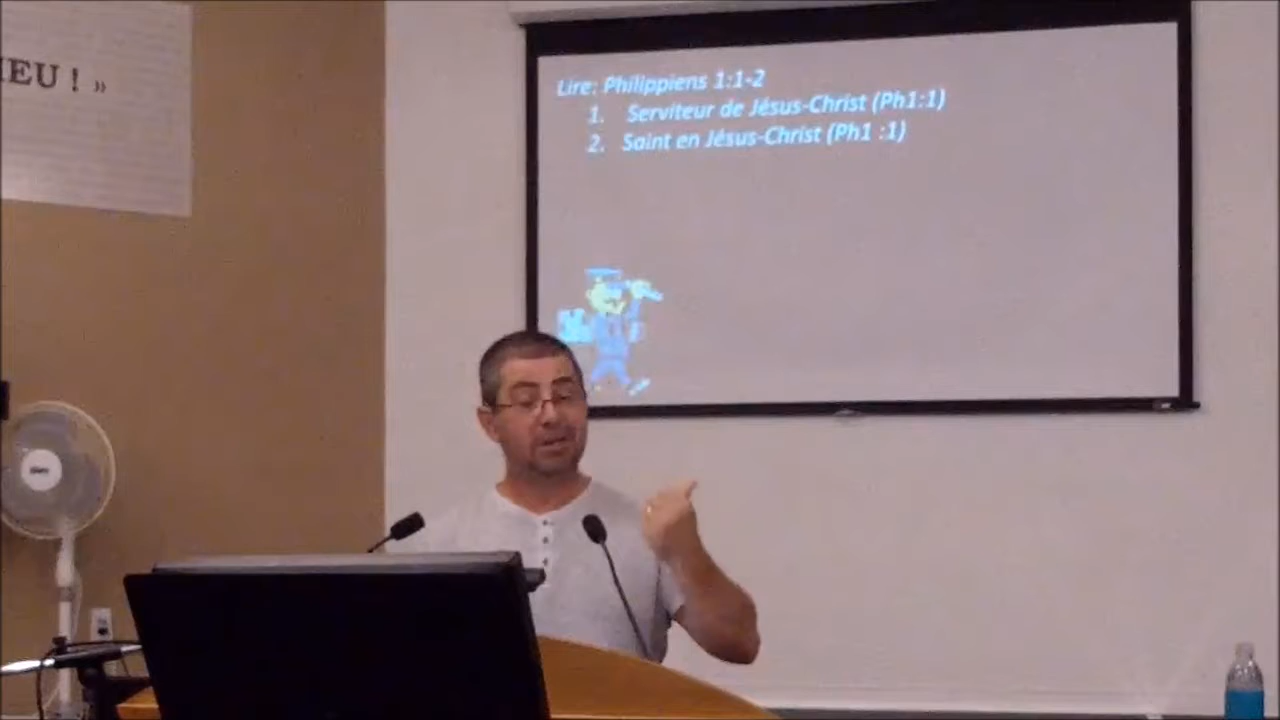 IEU ! »
Lire: Philippiens 1:1-2
1. Serviteur de Jésus-Christ (Ph1:1)
2. Saint en Jésus-Christ (Ph1 :1)